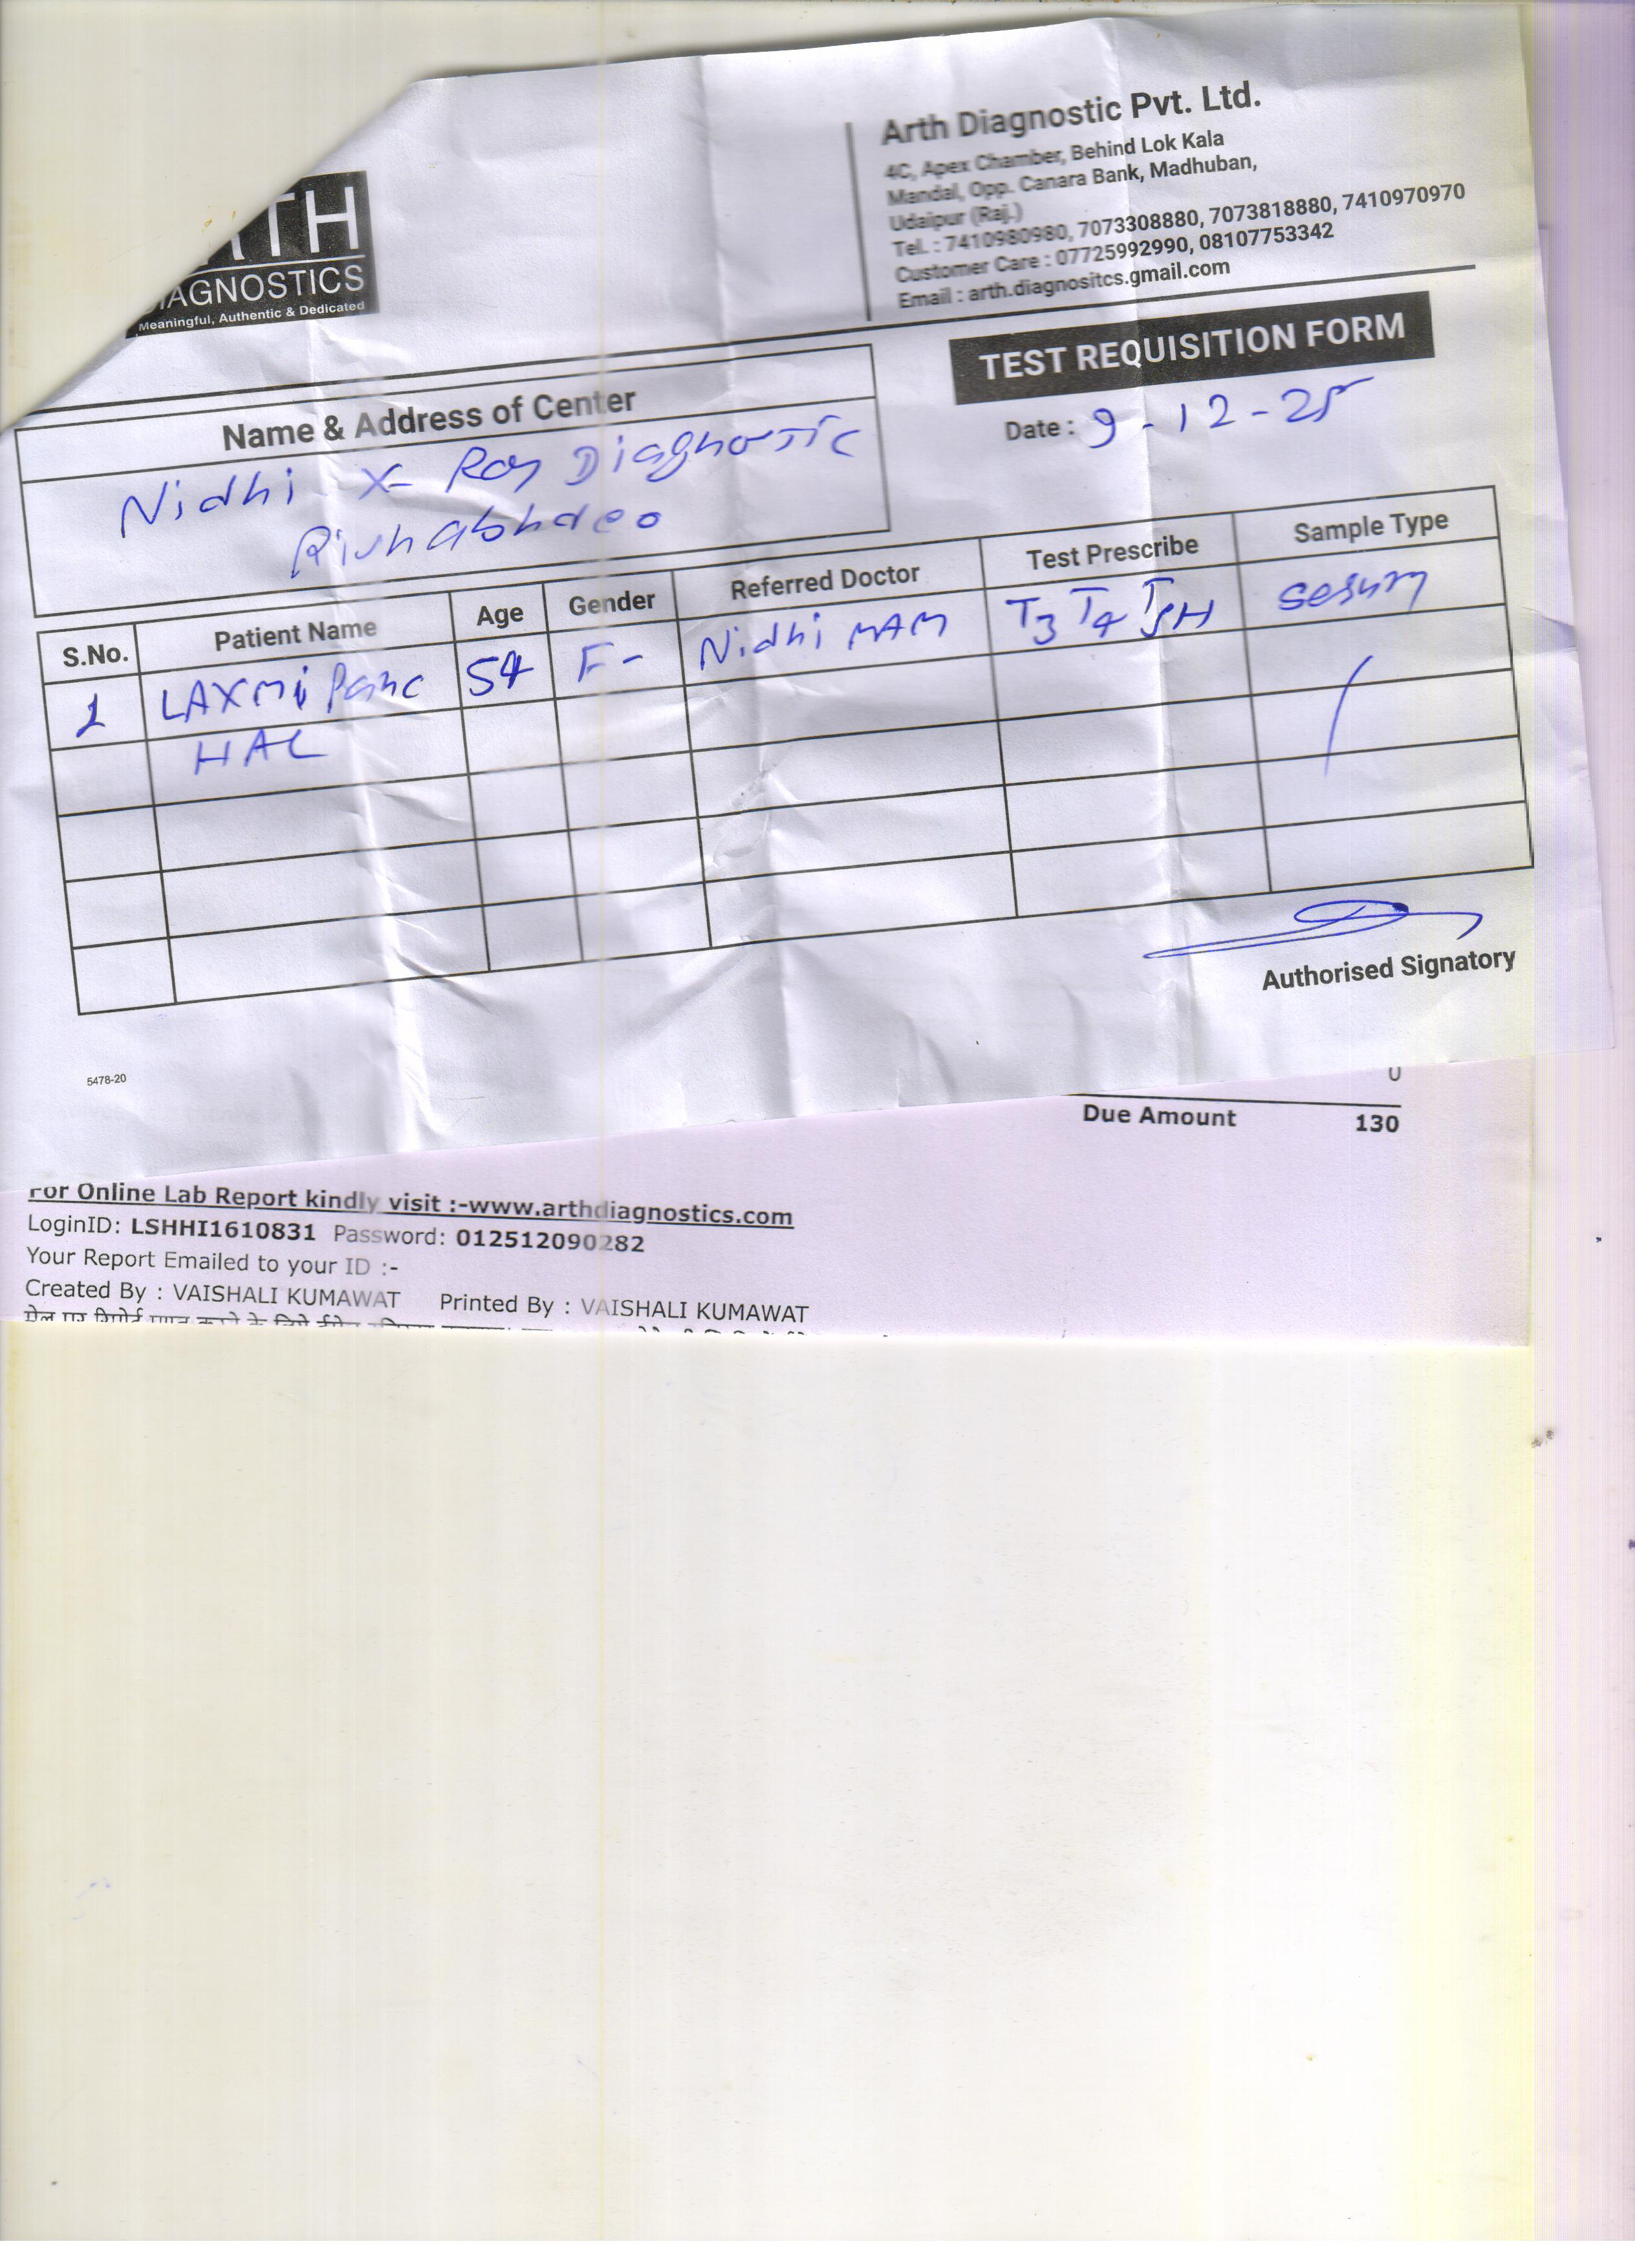 Arth Diagnostic Pvt. Ltd.
4C, Apex Chamber, Behind Lok Kala
Mandal, Opp. Canara Bank, Madhuban,
Udaipur (Raj.)
Tel. : 7410980980, 7073308880, 7073818880, 7410970970
Customer Care : 07725992990, 08107753342
Email : arth.diagnositcs.gmail.com
TH
DIAGNOSTICS
Meaningful, Authentic & Dedicated
TEST REQUISITION FORM
Date : 9-12-25
Name & Address of Center
Nidhi X-Ray Diagnostic
Rishabhdeo
S.No. Patient Name Age Gender Referred Doctor Test Prescribe Sample Type
1 LAXMi Panc 54 F- Nidhi MAM T3 T4 TSH serum
HAL
Authorised Signatory
5478-20
0
Due Amount 130
For Online Lab Report kindly visit :-www.arthdiagnostics.com
LoginID: LSHHI1610831 Password: 012512090282
Your Report Emailed to your ID :-
Created By : VAISHALI KUMAWAT Printed By : VAISHALI KUMAWAT